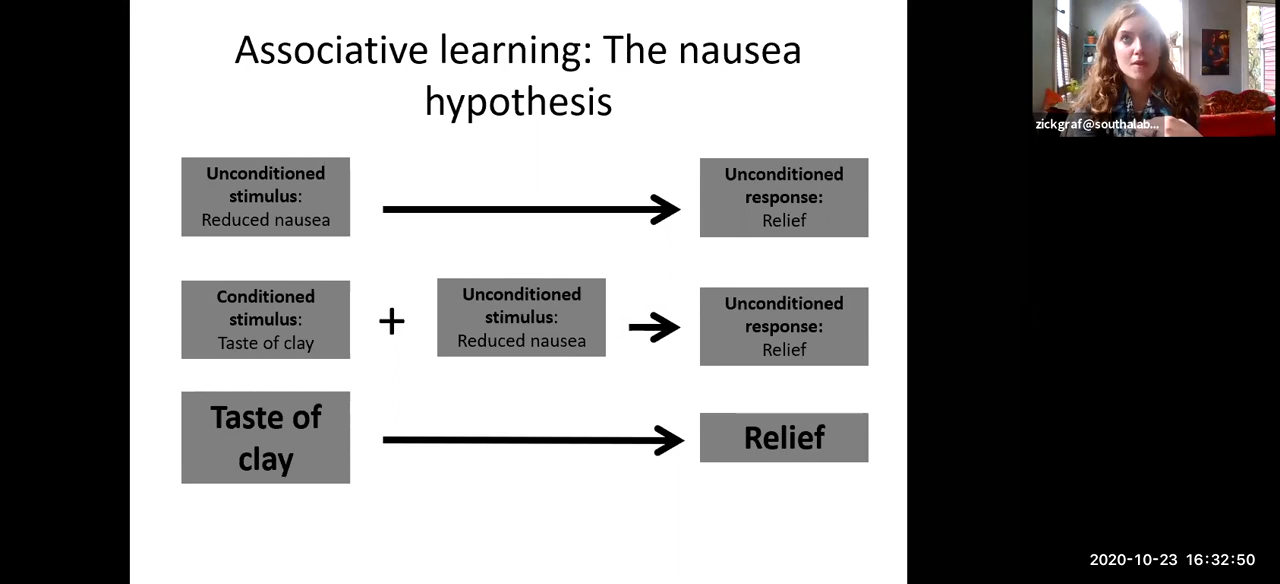 Associative learning: The nausea
hypothesis
zickgraf@southalab...
Unconditioned
stimulus:
Reduced nausea
Unconditioned
response:
Relief
Conditioned
stimulus:
Taste of clay
+
Unconditioned
stimulus:
Reduced nausea
Unconditioned
response:
Relief
Taste of
clay
Relief
2020-10-23 16:32:50